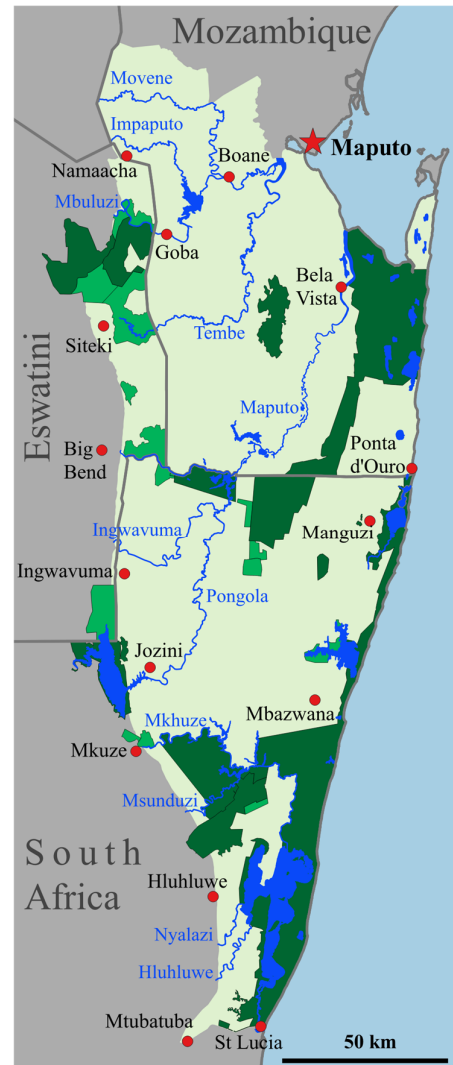 Mozambique
Movene
Impaputo
Maputo
Boane
Namaacha
Mbuluzi
Goba
Bela
Vista
Siteki
Tembe
Eswatini
Maputo
Ponta
d'Ouro
Big
Bend
Manguzi
Ingwavuma
Ingwavuma
Pongola
Jozini
Mbazwana
Mkhuze
Mkuze
Msunduzi
South
Africa
Hluhluwe
Nyalazi
Hluhluwe
Mtubatuba
St Lucia
50 km